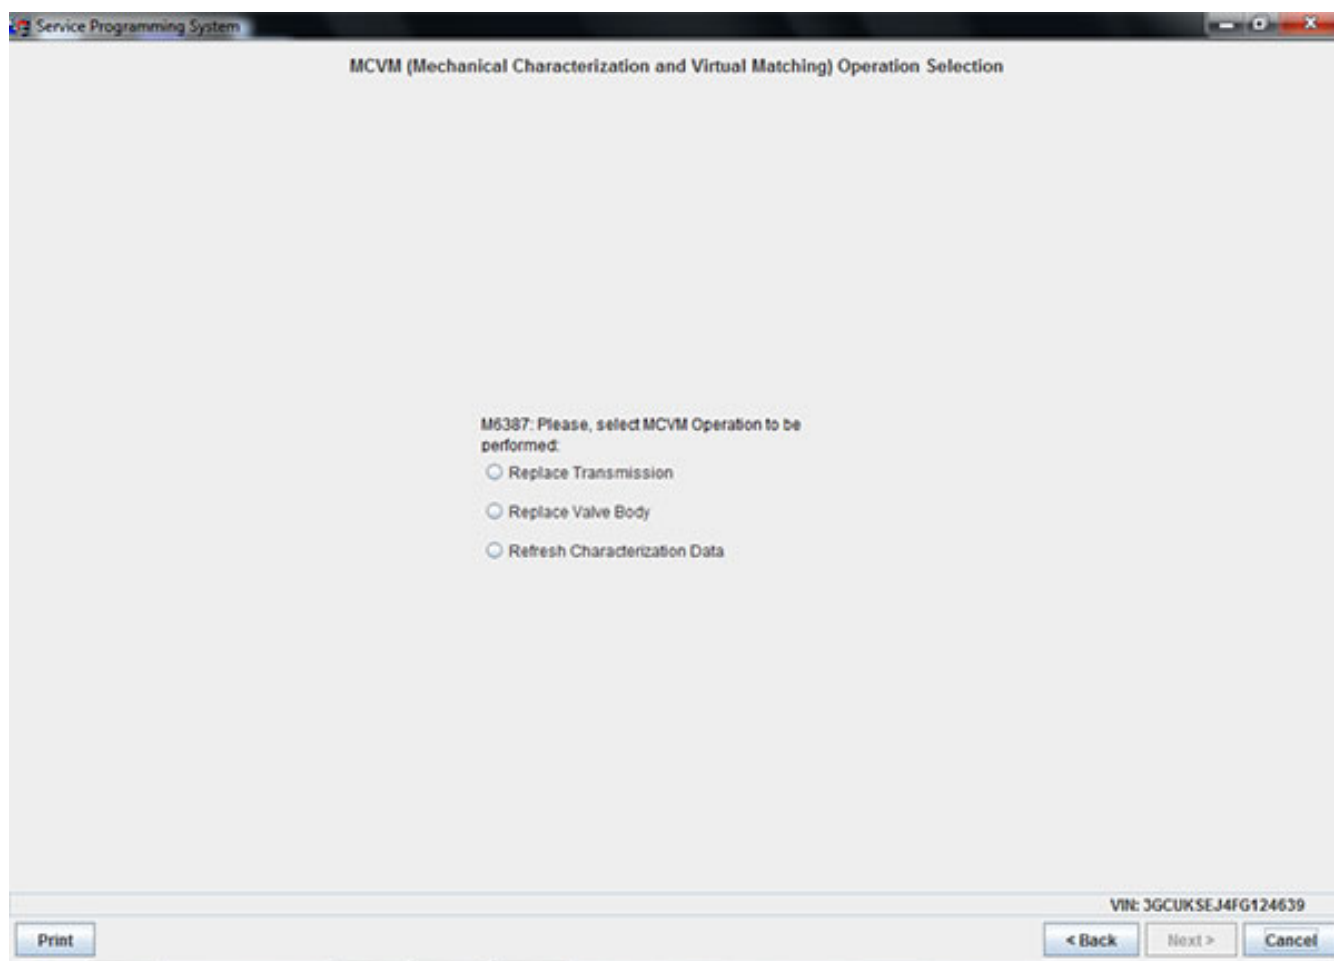 Service Programming System
MCVM (Mechanical Characterization and Virtual Matching) Operation Selection
M6387: Please, select MCVM Operation to be
performed:
Replace Transmission
Replace Valve Body
Refresh Characterization Data
VIN: 3GCUKSEJ4FG124639
Print
< Back
Next >
Cancel